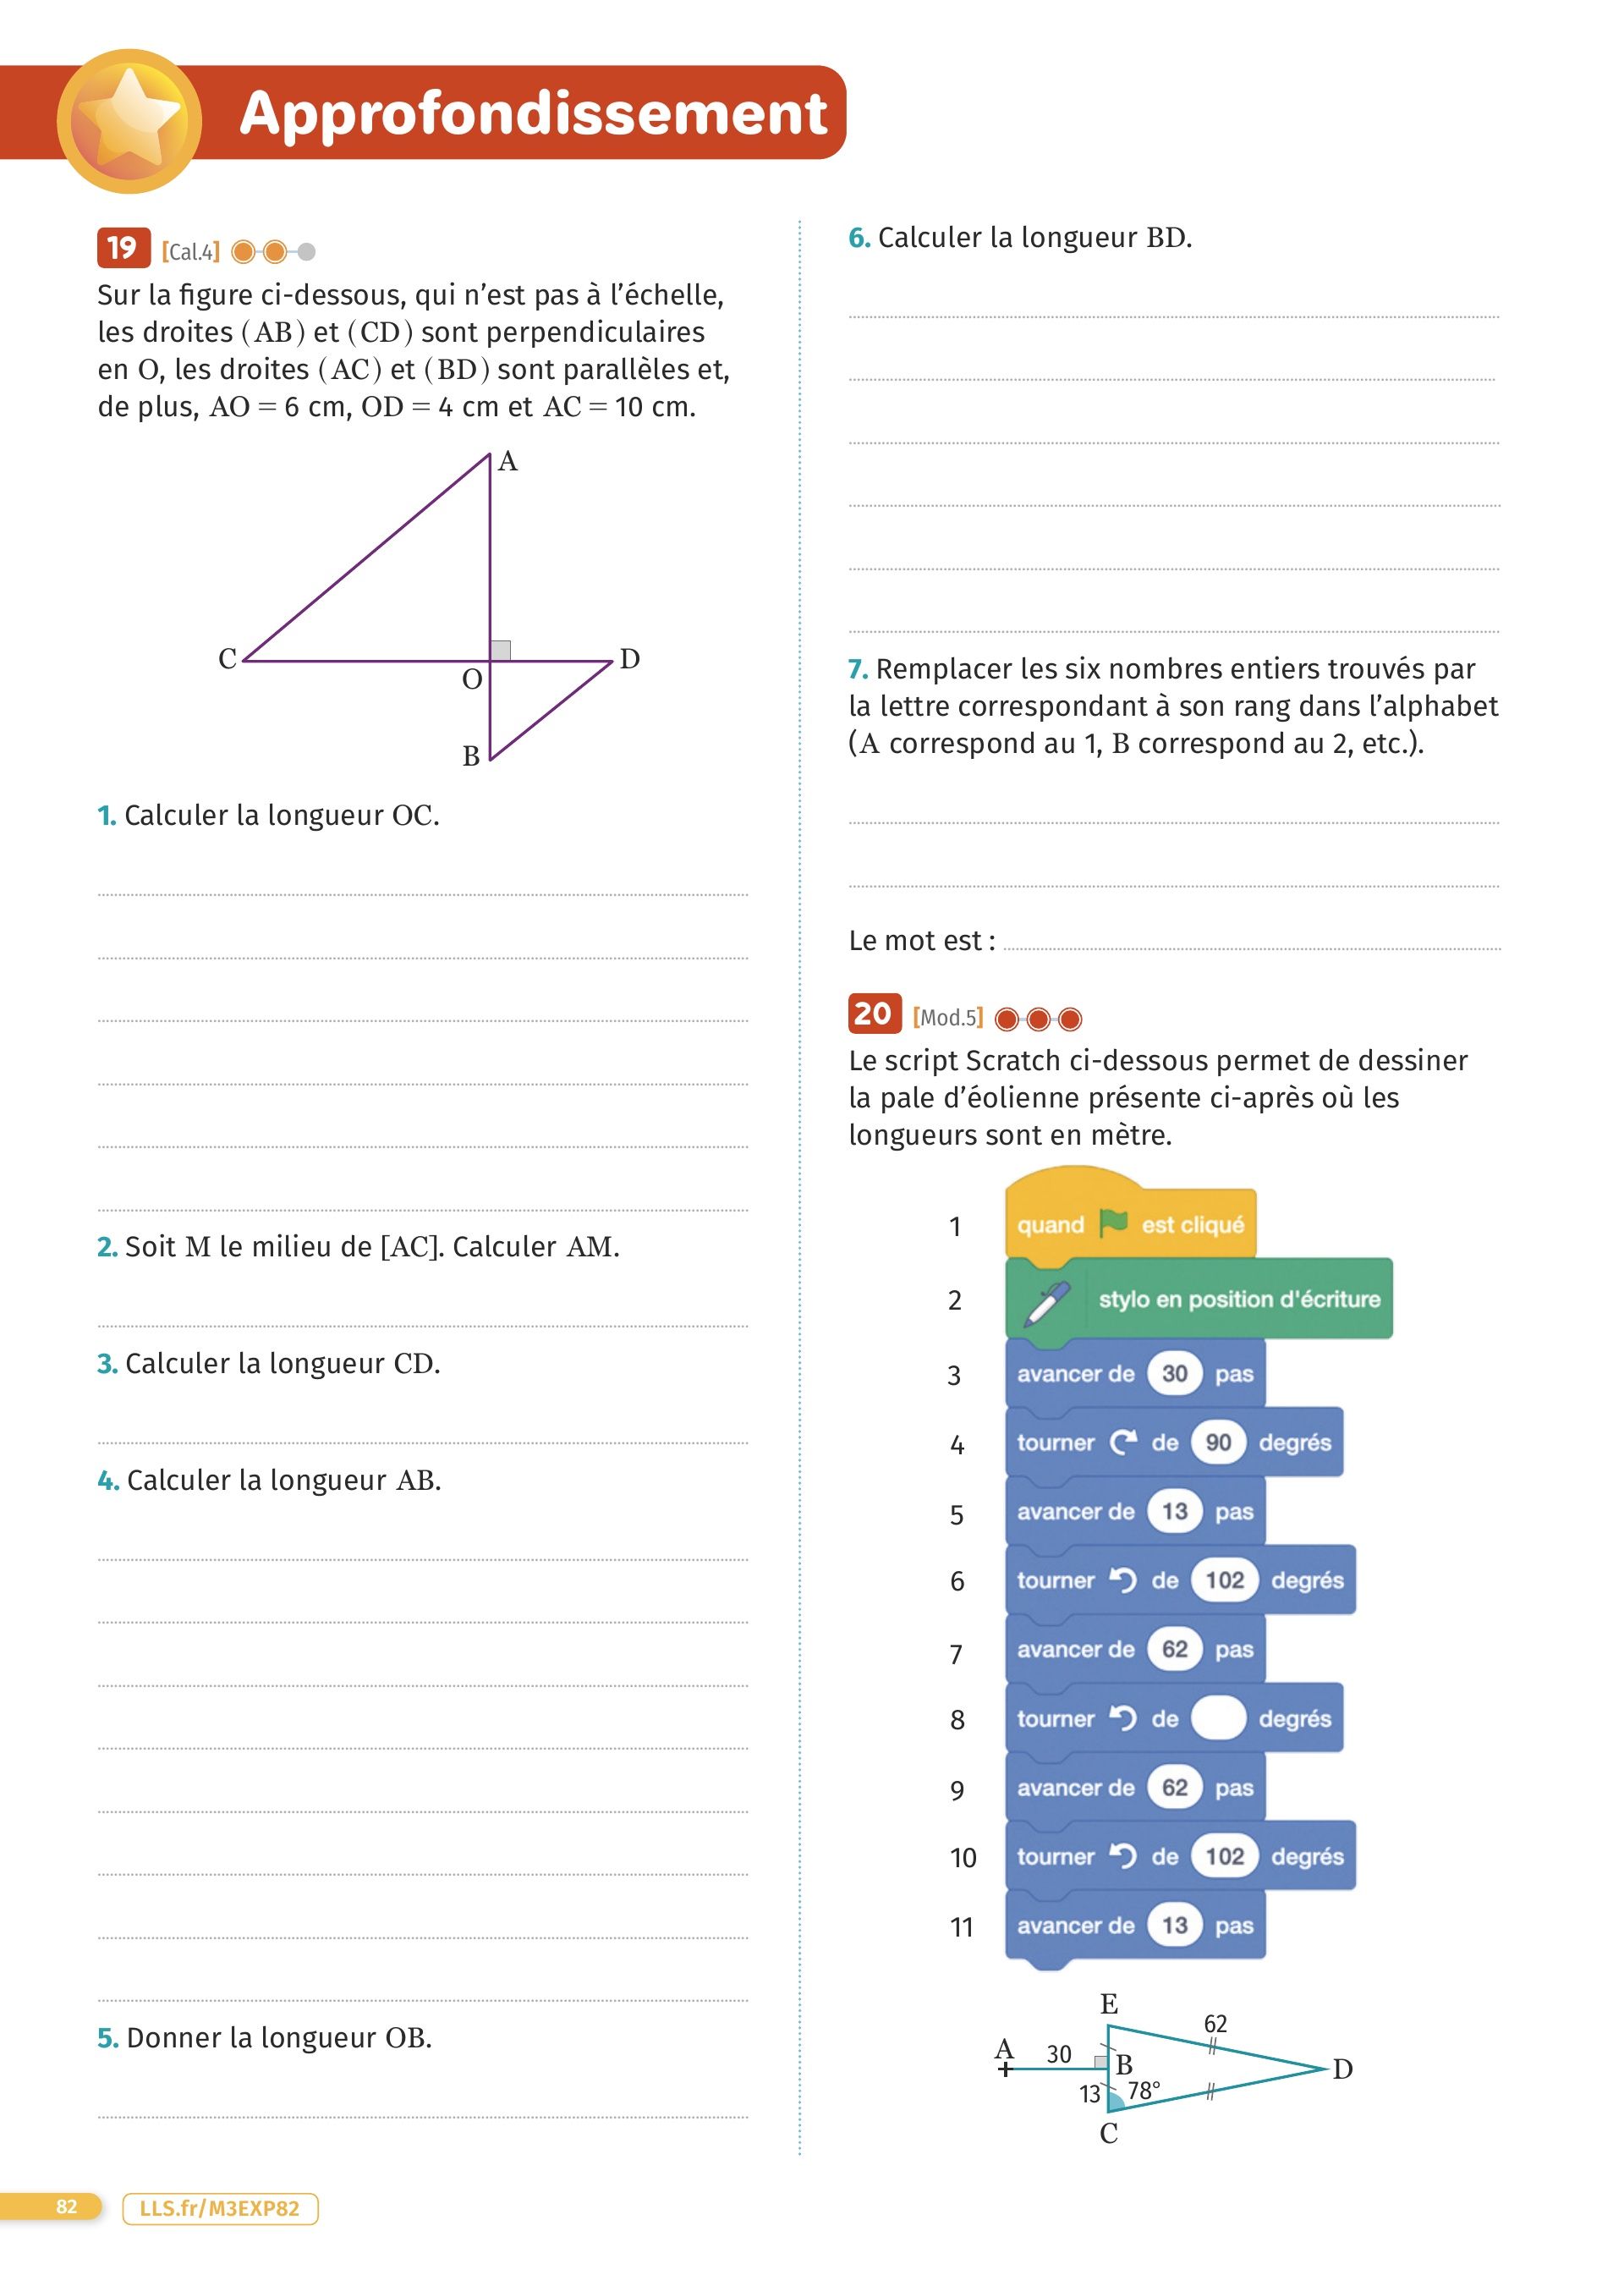 Approfondissement
19 [Cal.4]
Sur la figure ci-dessous, qui n’est pas à l’échelle,
les droites (AB) et (CD) sont perpendiculaires
en O, les droites (AC) et (BD) sont parallèles et,
de plus, AO = 6 cm, OD = 4 cm et AC = 10 cm.
A
C
O
D
B
1. Calculer la longueur OC.
2. Soit M le milieu de [AC]. Calculer AM.
3. Calculer la longueur CD.
4. Calculer la longueur AB.
5. Donner la longueur OB.
6. Calculer la longueur BD.
7. Remplacer les six nombres entiers trouvés par
la lettre correspondant à son rang dans l’alphabet
(A correspond au 1, B correspond au 2, etc.).
Le mot est :
20 [Mod.5]
Le script Scratch ci-dessous permet de dessiner
la pale d’éolienne présente ci-après où les
longueurs sont en mètre.
1 quand est cliqué
2 stylo en position d'écriture
3 avancer de 30 pas
4 tourner de 90 degrés
5 avancer de 13 pas
6 tourner de 102 degrés
7 avancer de 62 pas
8 tourner de degrés
9 avancer de 62 pas
10 tourner de 102 degrés
11 avancer de 13 pas
E
62
A 30 B D
13 78°
C
82 LLS.fr/M3EXP82